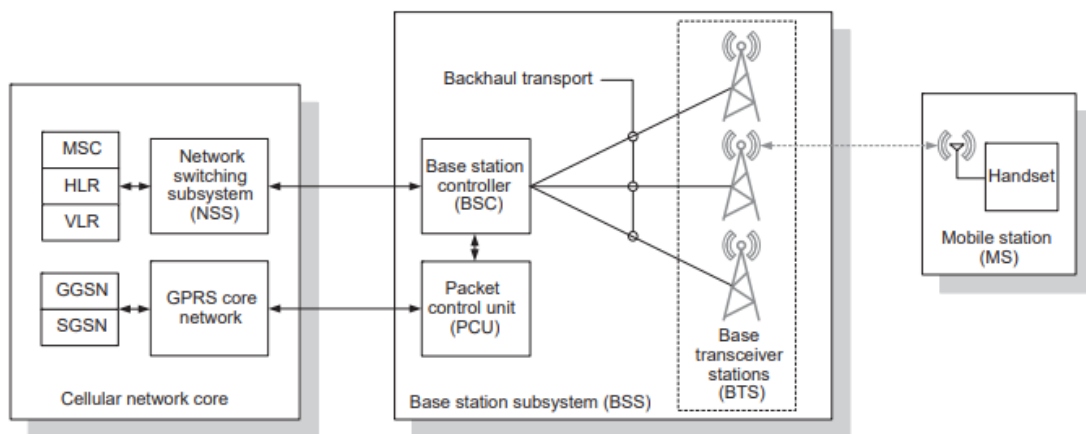 MSC
HLR
VLR
Network
switching
subsystem
(NSS)
GGSN
SGSN
GPRS core
network
Cellular network core
Backhaul transport
Base station
controller
(BSC)
Packet
control unit
(PCU)
Base
transceiver
stations
(BTS)
Base station subsystem (BSS)
Handset
Mobile station
(MS)